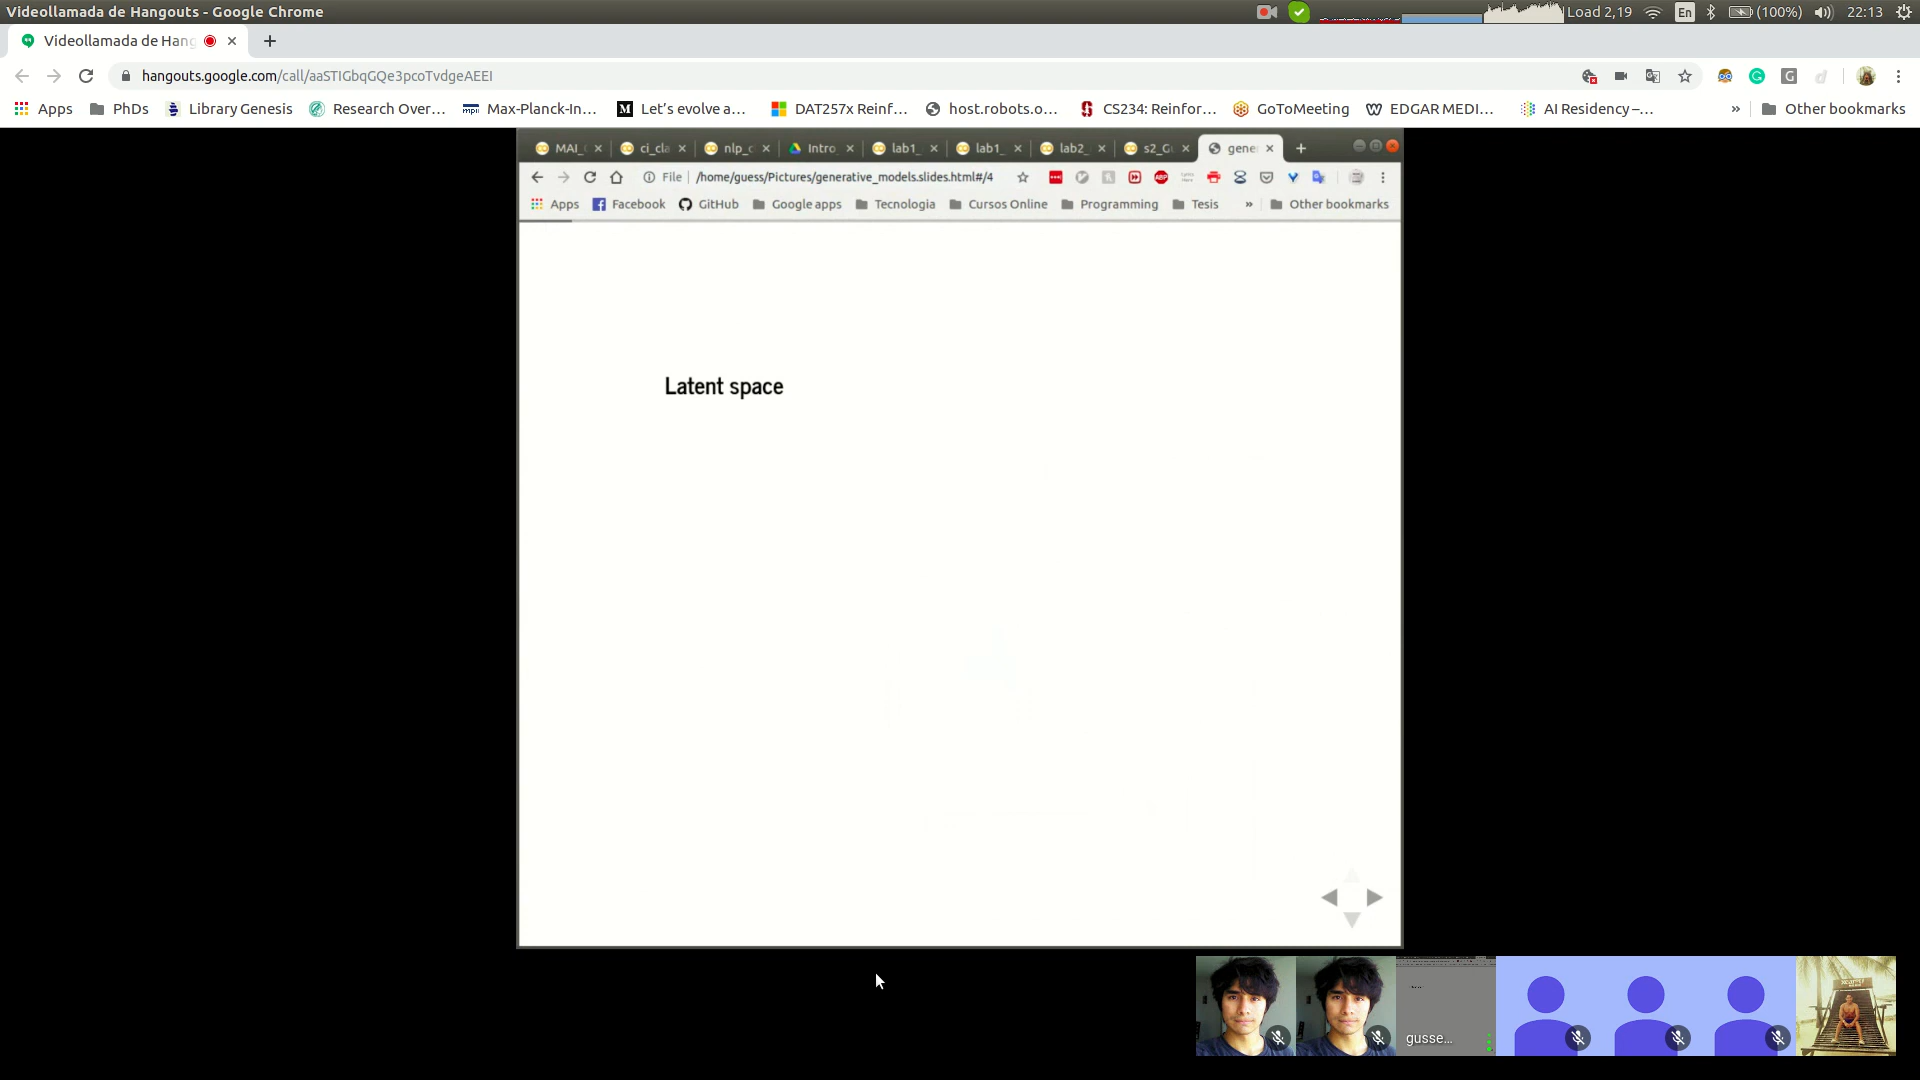 Videollamada de Hangouts - Google Chrome
Load 2,19 En (100%) 22:13
Videollamada de Hang
hangouts.google.com/call/aaSTIGbqGQe3pcoTvdgeAEEI
Apps PhDs Library Genesis Research Over... Max-Planck-In... Let's evolve a... DAT257x Reinf... host.robots.o... CS234: Reinfor... GoToMeeting EDGAR MEDI... AI Residency –... » Other bookmarks
MAI_ ci_cla nlp_c Intro lab1_ lab1_ lab2_ s2_G gene
File /home/guess/Pictures/generative_models.slides.html#/4
Apps Facebook GitHub Google apps Tecnologia Cursos Online Programming Tesis » Other bookmarks
Latent space
gusse...